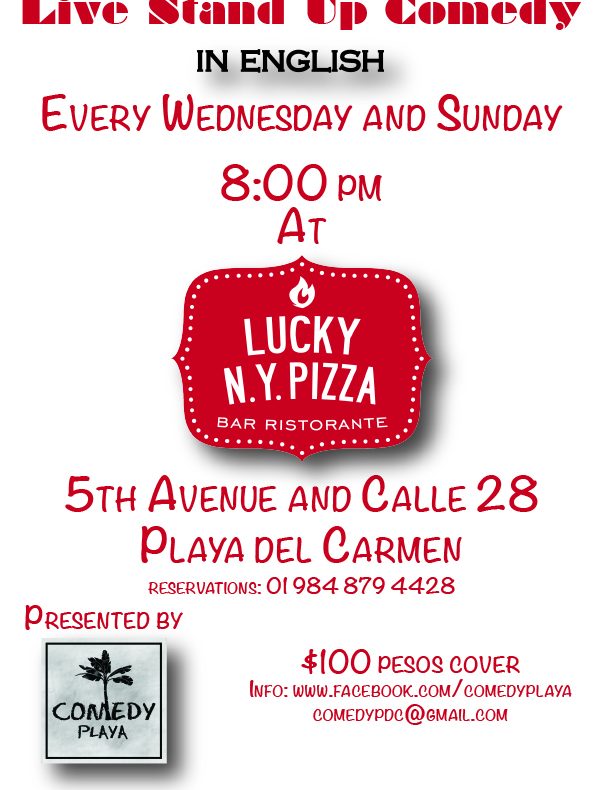 Live Stand Up Comedy
IN ENGLISH
EVERY WEDNESDAY AND SUNDAY
8:00 PM
AT
LUCKY
N.Y. PIZZA
BAR RISTORANTE
5TH AVENUE AND CALLE 28
PLAYA DEL CARMEN
RESERVATIONS: 01 984 879 4428
PRESENTED BY
COMEDY
PLAYA
$100 PESOS COVER
INFO: WWW.FACEBOOK.COM/COMEDYPLAYA
COMEDYPDC@GMAIL.COM